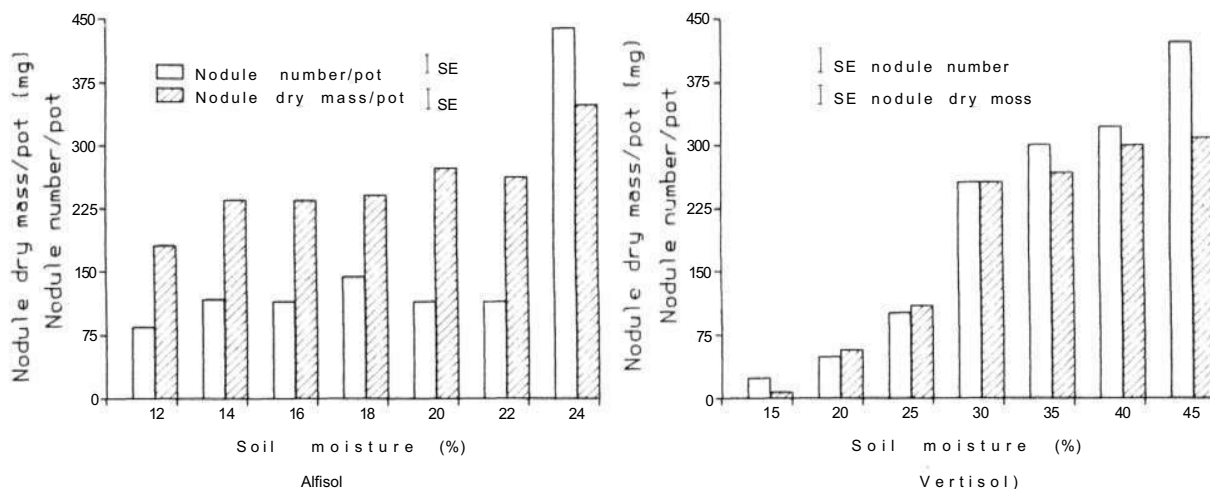 Nodule dry mass/pot (mg)
Nodule number/pot
450
375
300
225
150
75
0
Nodule number/pot
SE
Nodule dry mass/pot
SE
12 14 16 18 20 22 24
Soil moisture (%)
Alfisol
Nodule dry mass/pot (mg)
Nodule number/pot
450
375
300
225
150
75
0
SE nodule number
SE nodule dry moss
15 20 25 30 35 40 45
Soil moisture (%)
Vertisol)